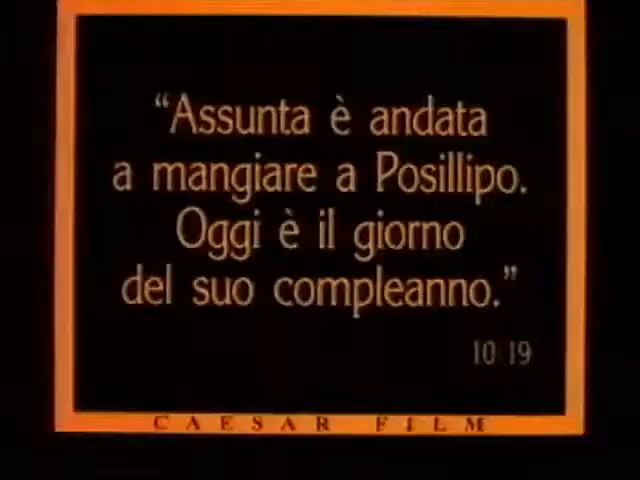 “Assunta è andata
a mangiare a Posillipo.
Oggi è il giorno
del suo compleanno.”
10 19
CAESAR FILM